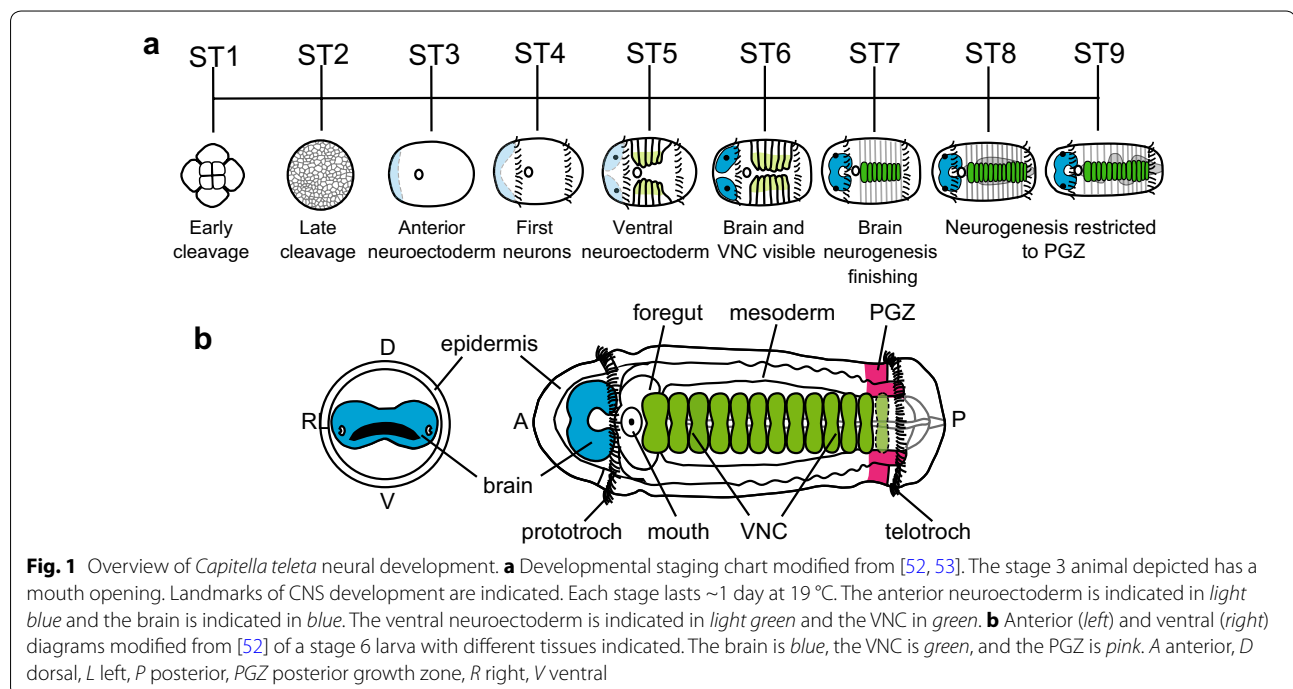 a
ST1 ST2 ST3 ST4 ST5 ST6 ST7 ST8 ST9
Early cleavage
Late cleavage
Anterior neuroectoderm
First neurons
Ventral neuroectoderm
Brain and VNC visible
Brain neurogenesis finishing
Neurogenesis restricted to PGZ
b
D
epidermis
foregut
mesoderm
PGZ
RL
A
P
brain
V
prototroch
mouth
VNC
telotroch
Fig. 1 Overview of Capitella teleta neural development. a Developmental staging chart modified from [52, 53]. The stage 3 animal depicted has a
mouth opening. Landmarks of CNS development are indicated. Each stage lasts ~1 day at 19 °C. The anterior neuroectoderm is indicated in light
blue and the brain is indicated in blue. The ventral neuroectoderm is indicated in light green and the VNC in green. b Anterior (left) and ventral (right)
diagrams modified from [52] of a stage 6 larva with different tissues indicated. The brain is blue, the VNC is green, and the PGZ is pink. A anterior, D
dorsal, L left, P posterior, PGZ posterior growth zone, R right, V ventral